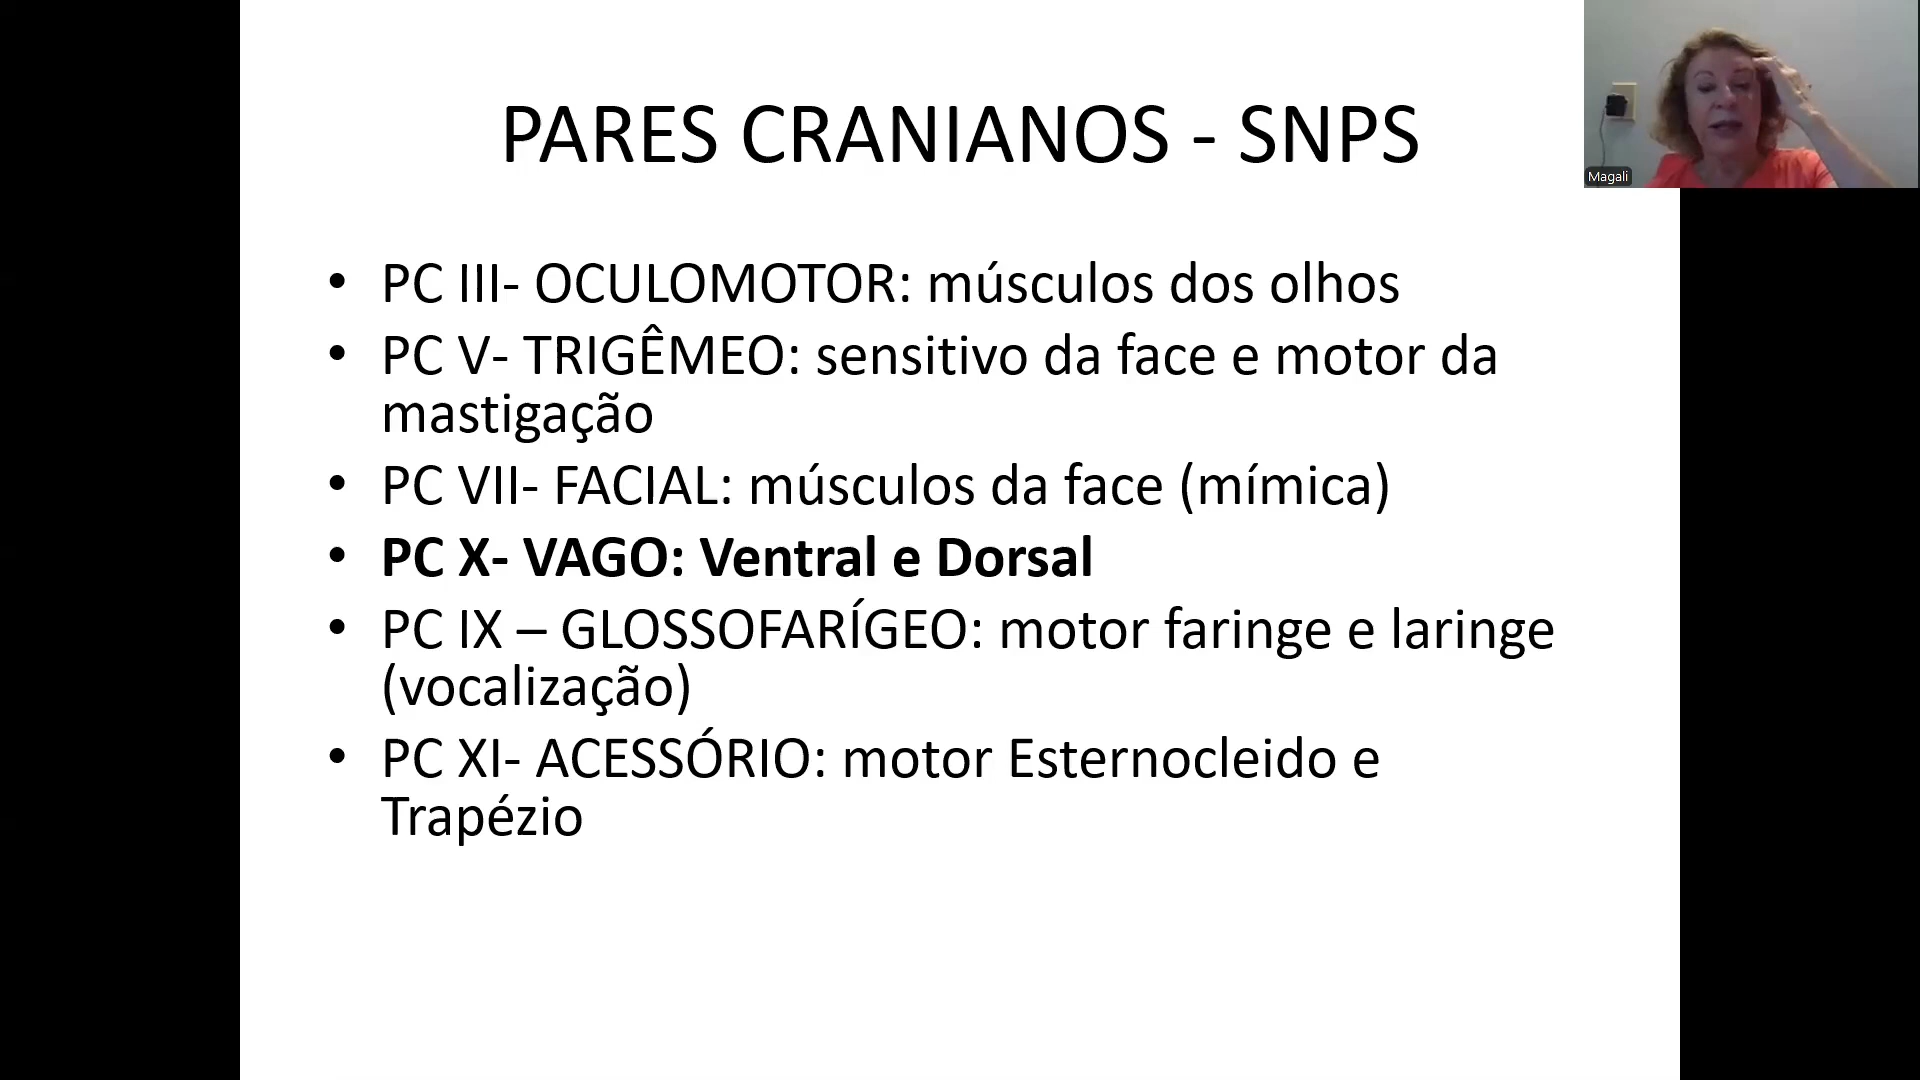 PARES CRANIANOS - SNPS
Magali
• PC III- OCULOMOTOR: músculos dos olhos
• PC V- TRIGÊMEO: sensitivo da face e motor da
mastigação
• PC VII- FACIAL: músculos da face (mímica)
• PC X- VAGO: Ventral e Dorsal
• PC IX – GLOSSOFARÍGEO: motor faringe e laringe
(vocalização)
• PC XI- ACESSÓRIO: motor Esternocleido e
Trapézio